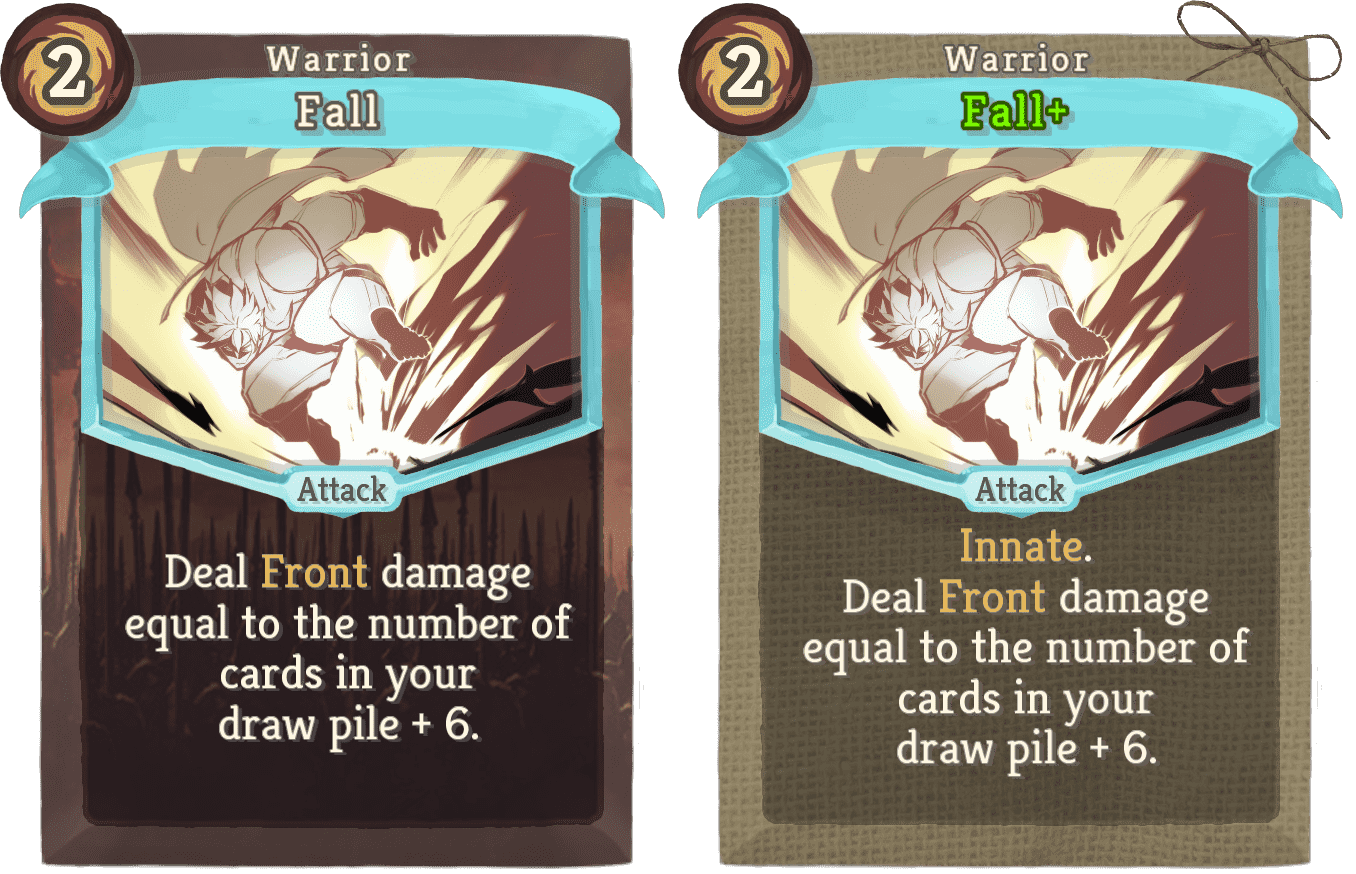 2
Warrior
Fall
Attack
Deal Front damage
equal to the number of
cards in your
draw pile + 6.
2
Warrior
Fall+
Attack
Innate.
Deal Front damage
equal to the number of
cards in your
draw pile + 6.